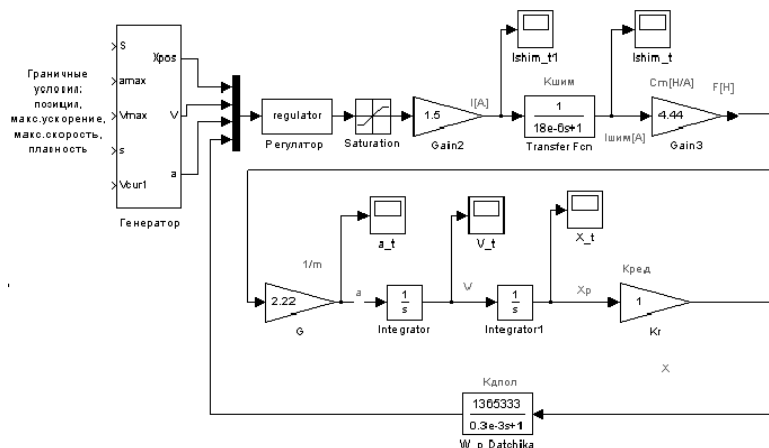 S
amax
Vmax
s
Vcur1
Xpos
V
a
Граничные
условия:
позиция,
макс.ускорение,
макс.скорость,
плавность
Генератор
regulator
Регулятор
Saturation
1.5
Gain2
I[A]
Ishim_t1
Kшим
1
18e-6s+1
Transfer Fcn
Ishim_t
Iшим[A]
Cm[H/A]
4.44
Gain3
F[H]
2.22
G
1/m
a
a_t
1
s
Integrator
V
V_t
1
s
Integrator1
X_t
Xp
Kред
1
Kr
X
Kдпол
1365333
0.3e-3s+1
W_p_Datchika